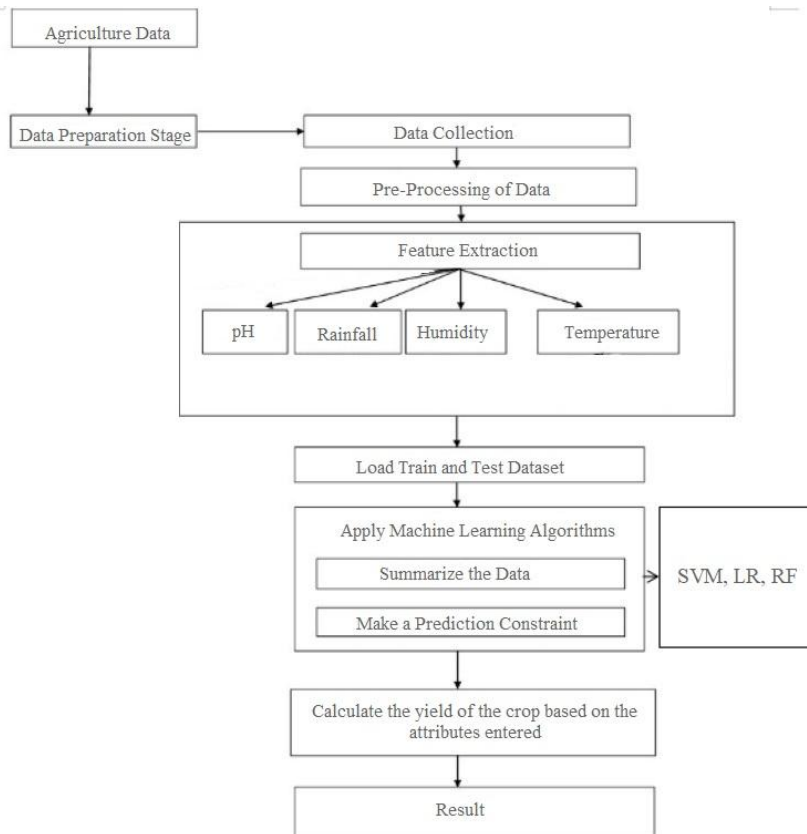 Agriculture Data
Data Preparation Stage
Data Collection
Pre-Processing of Data
Feature Extraction
pH
Rainfall
Humidity
Temperature
Load Train and Test Dataset
Apply Machine Learning Algorithms
Summarize the Data
SVM, LR, RF
Make a Prediction Constraint
Calculate the yield of the crop based on the
attributes entered
Result